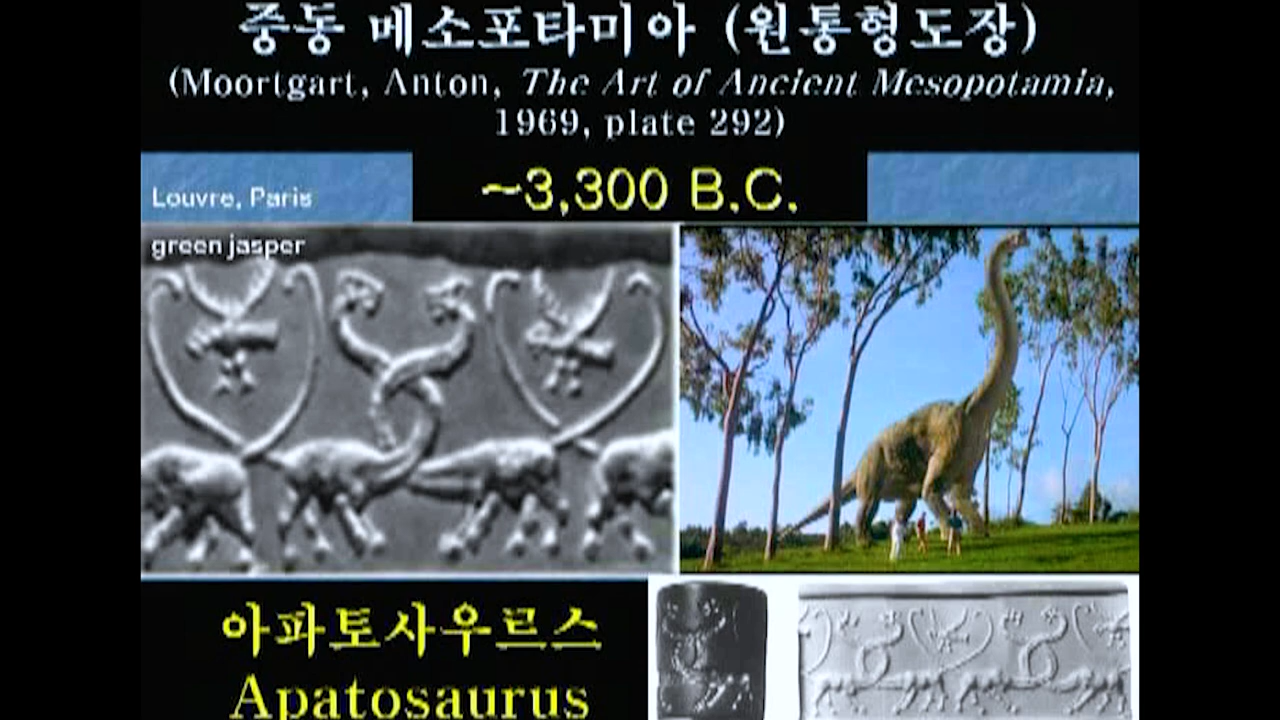 중동 메소포타미아 (원통형도장)
(Moortgart, Anton, The Art of Ancient Mesopotamia,
1969, plate 292)
~3,300 B.C.
Louvre, Paris
green jasper
아파토사우르스
Apatosaurus